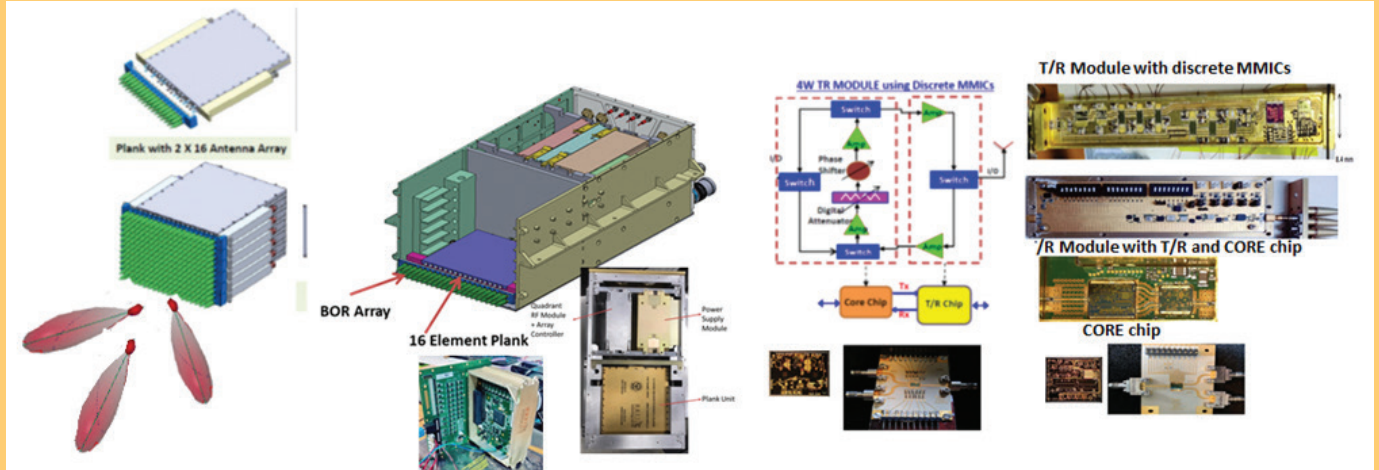 Plank with 2 X 16 Antenna Array
BOR Array
16 Element Plank
Quadrant
RF Module
+ Array
Controller
Power
Supply
Module
Plank Unit
4W TR MODULE using Discrete MMICs
Switch
Amp
Amp
Phase
Shifter
I/O
Switch
Switch
I/O
Digital
Attenuator
Amp
Amp
Switch
Tx
Core Chip
T/R Chip
Rx
T/R Module with discrete MMICs
/R Module with T/R and CORE chip
CORE chip